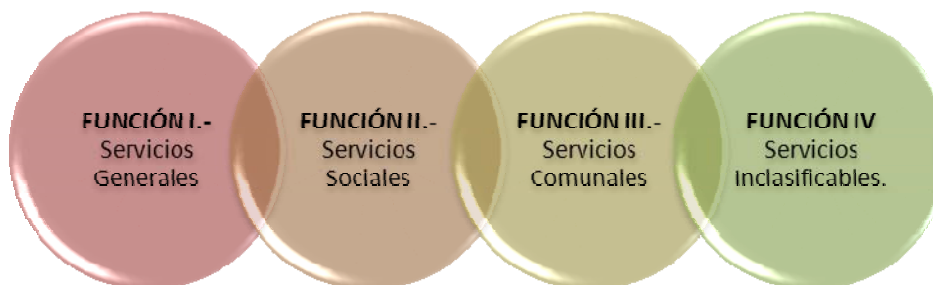 FUNCIÓN I.-
Servicios
Generales
FUNCIÓN II.-
Servicios
Sociales
FUNCIÓN III.-
Servicios
Comunales
FUNCIÓN IV
Servicios
Inclasificables.